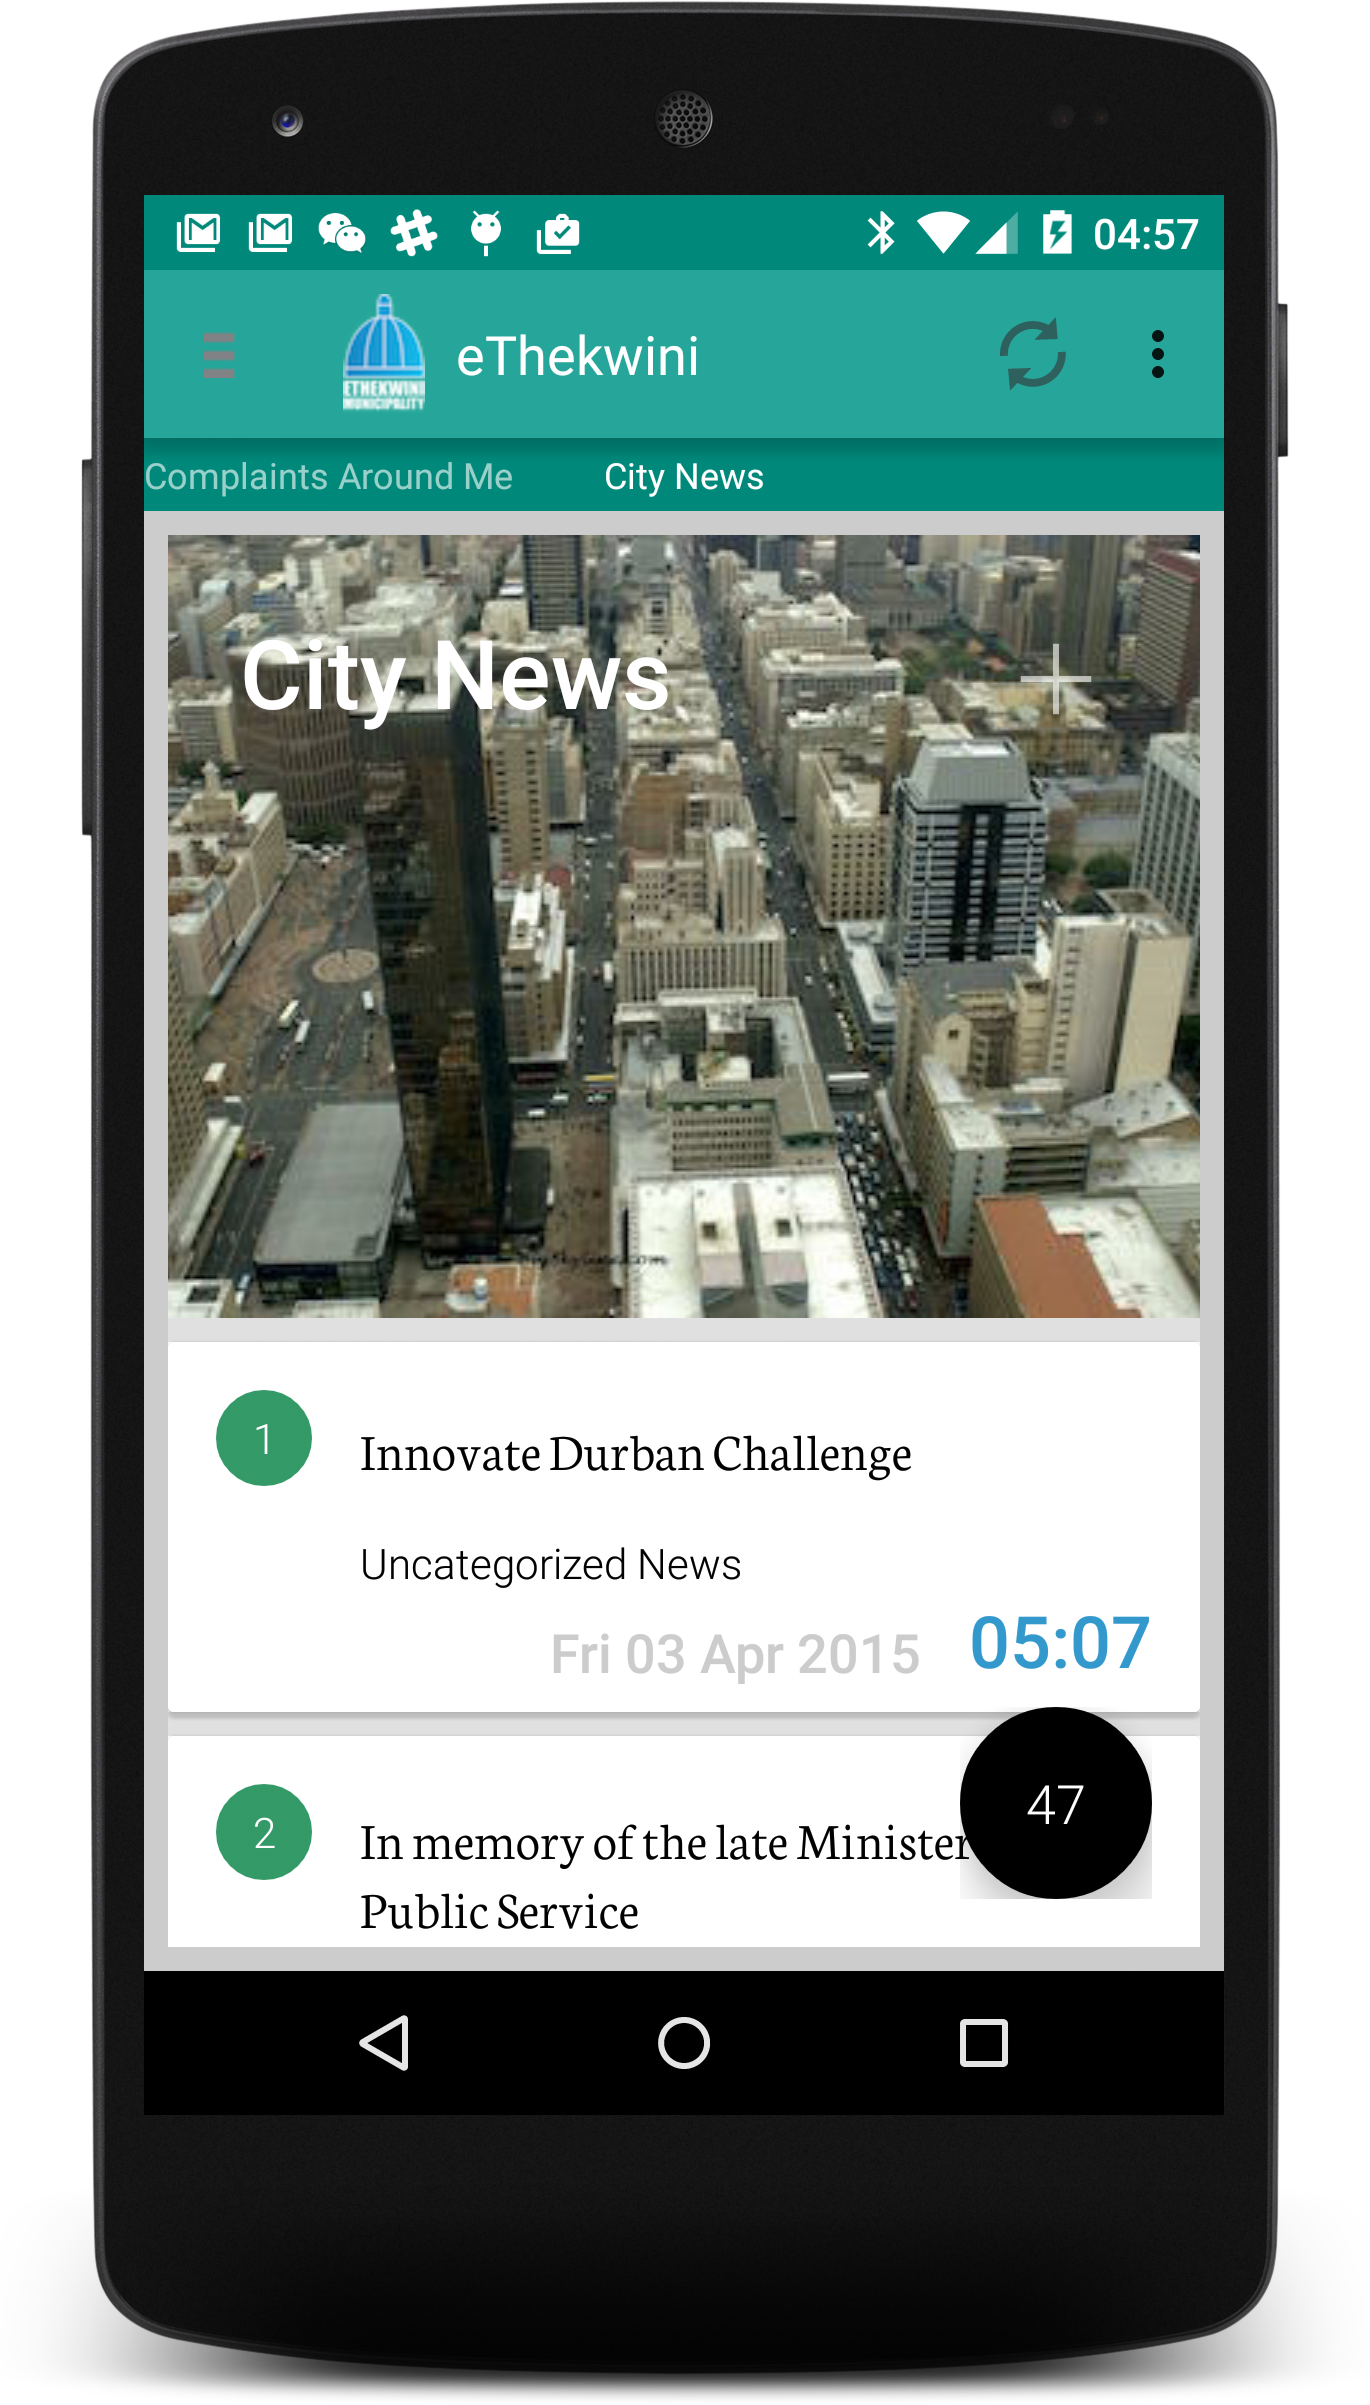 04:57
ETHEKWINI
MUNICIPALITY
eThekwini
Complaints Around Me City News
City News
1
Innovate Durban Challenge
Uncategorized News
Fri 03 Apr 2015 05:07
47
2
In memory of the late Minister
Public Service